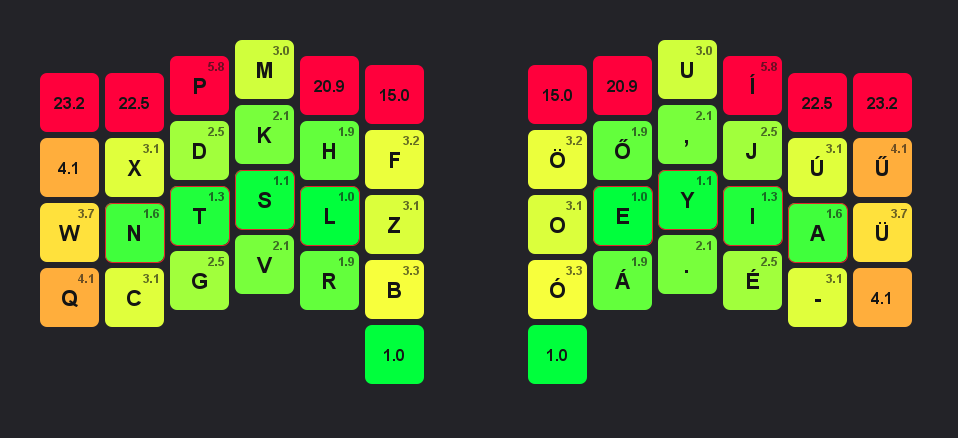 23.2 22.5 5.8 P 3.0 M 20.9 15.0 15.0 20.9 3.0 U 5.8 Í 22.5 23.2
4.1 3.1 X 2.5 D 2.1 K 1.9 H 3.2 F 3.2 Ö 1.9 Ő 2.1 , 2.5 J 3.1 Ú 4.1 Ű
3.7 W 1.6 N 1.3 T 1.1 S 1.0 L 3.1 Z 3.1 O 1.0 E 1.1 Y 1.3 I 1.6 A 3.7 Ü
4.1 Q 3.1 C 2.5 G 2.1 V 1.9 R 3.3 B 3.3 Ó 1.9 Á 2.1 . 2.5 É 3.1 - 4.1
1.0 1.0